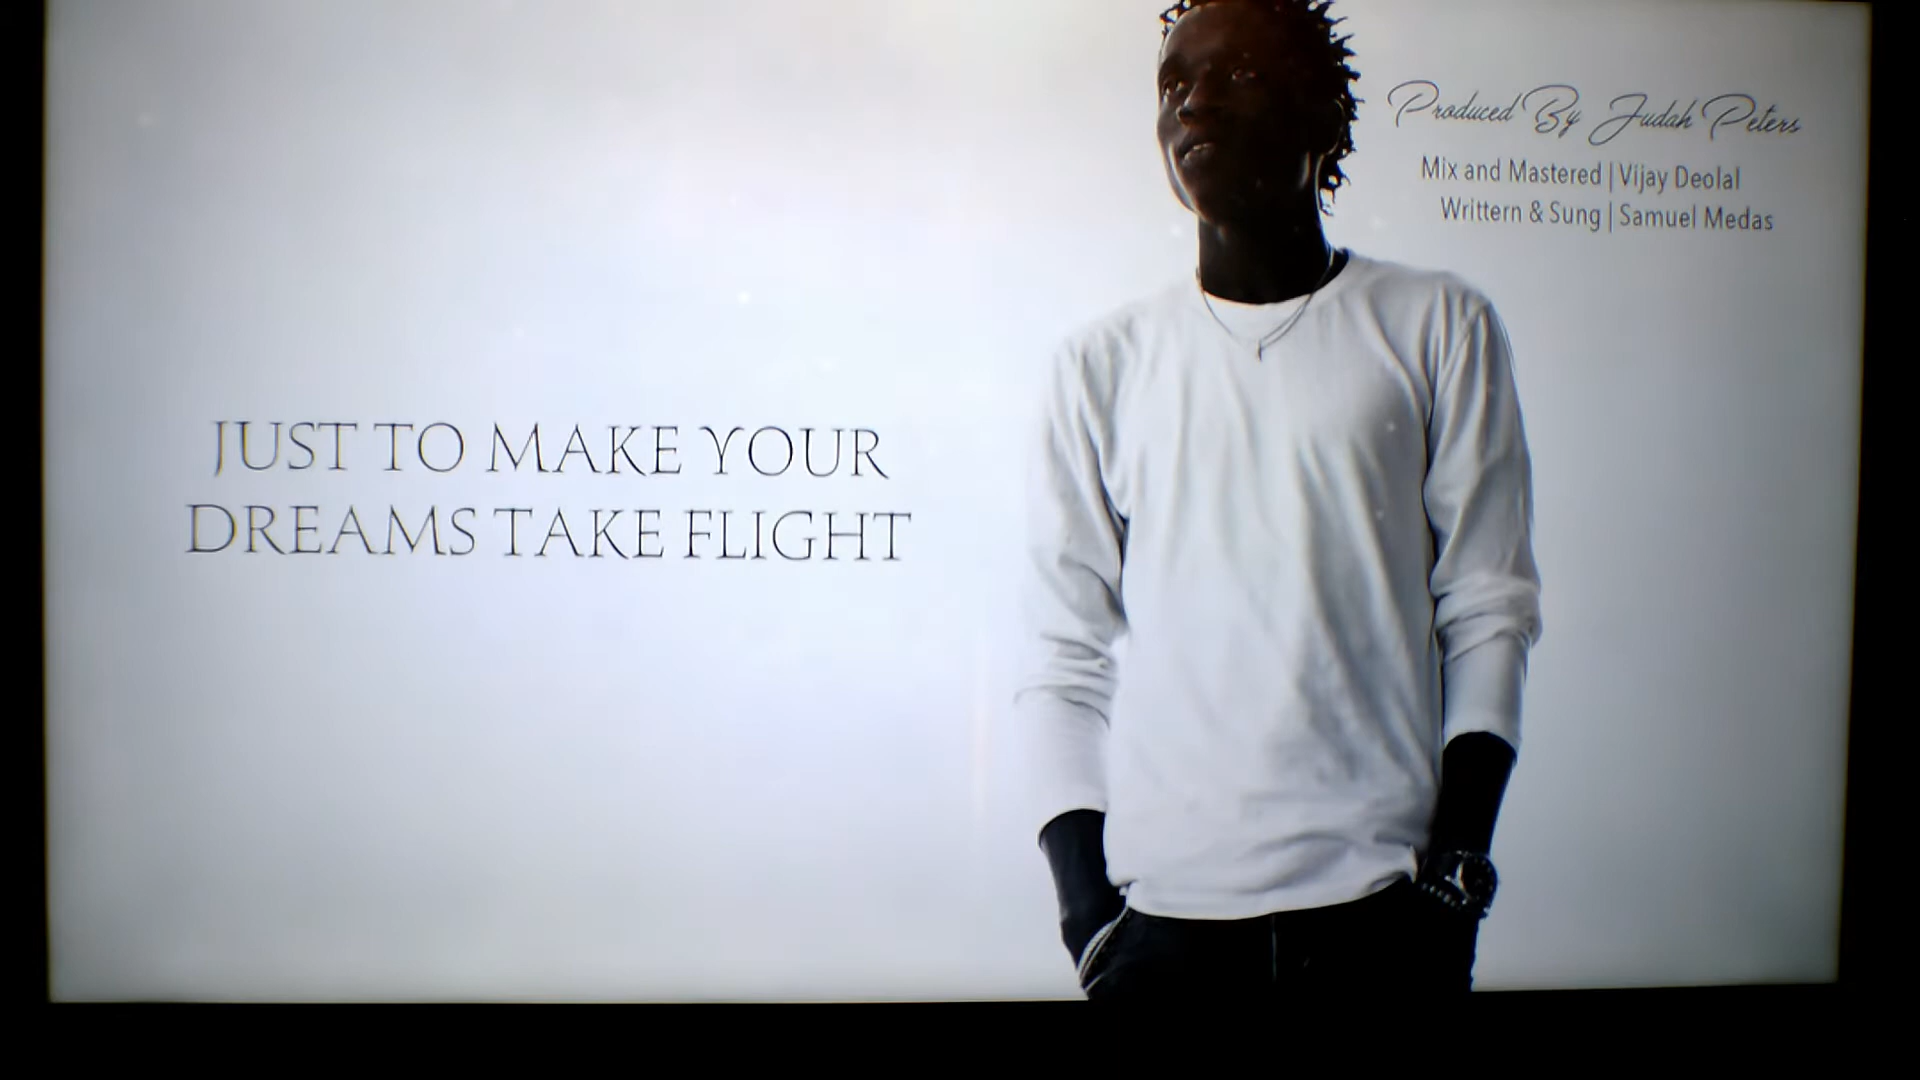 JUST TO MAKE YOUR
DREAMS TAKE FLIGHT
Produced By Judah Peters
Mix and Mastered | Vijay Deolal
Writtern & Sung | Samuel Medas